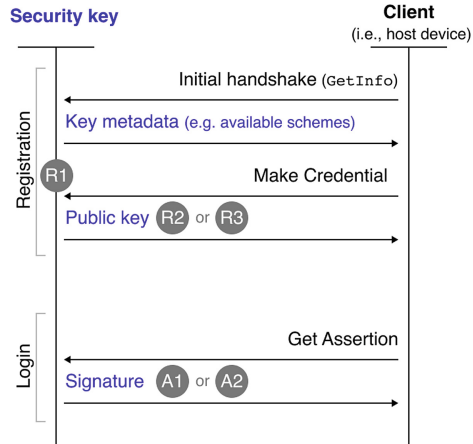 Security key
Client
(i.e., host device)
Registration
Initial handshake (GetInfo)
Key metadata (e.g. available schemes)
R1
Make Credential
Public key R2 or R3
Login
Get Assertion
Signature A1 or A2